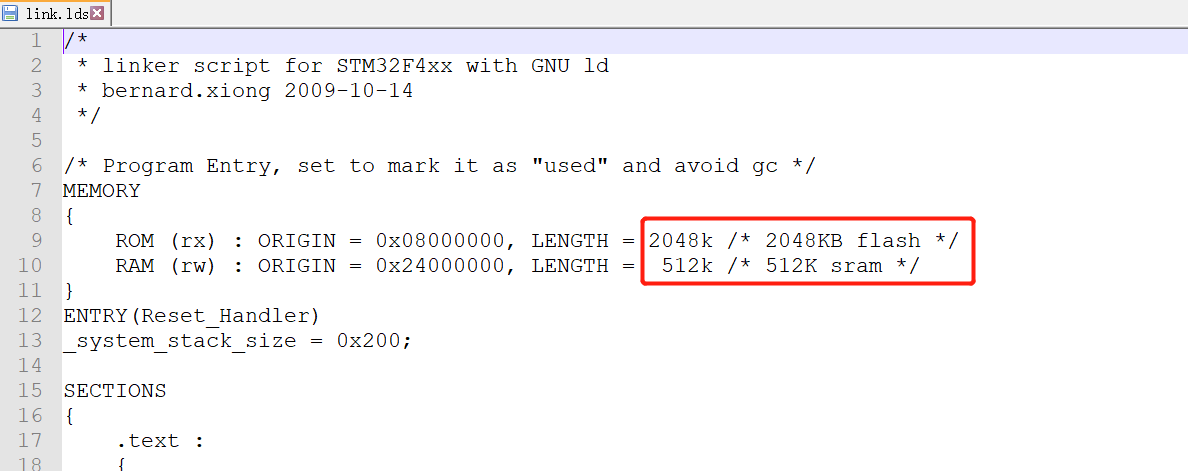 link.lds
1 /*
2  * linker script for STM32F4xx with GNU ld
3  * bernard.xiong 2009-10-14
4  */
5
6 /* Program Entry, set to mark it as "used" and avoid gc */
7 MEMORY
8 {
9     ROM (rx) : ORIGIN = 0x08000000, LENGTH = 2048k /* 2048KB flash */
10     RAM (rw) : ORIGIN = 0x24000000, LENGTH =  512k /* 512K sram */
11 }
12 ENTRY(Reset_Handler)
13 _system_stack_size = 0x200;
14
15 SECTIONS
16 {
17     .text :
18     {